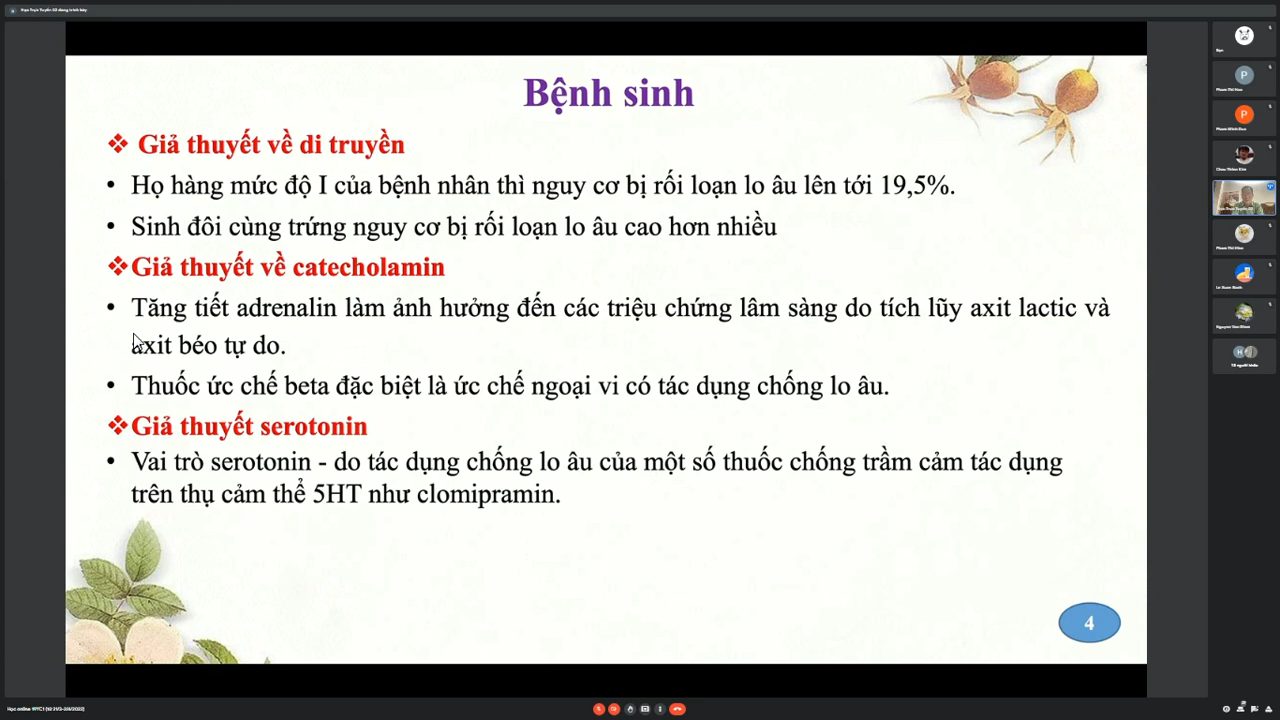 Bệnh sinh
❖ Giả thuyết về di truyền
• Họ hàng mức độ I của bệnh nhân thì nguy cơ bị rối loạn lo âu lên tới 19,5%.
• Sinh đôi cùng trứng nguy cơ bị rối loạn lo âu cao hơn nhiều
❖Giả thuyết về catecholamin
• Tăng tiết adrenalin làm ảnh hưởng đến các triệu chứng lâm sàng do tích lũy axit lactic và
axit béo tự do.
• Thuốc ức chế beta đặc biệt là ức chế ngoại vi có tác dụng chống lo âu.
❖Giả thuyết serotonin
• Vai trò serotonin - do tác dụng chống lo âu của một số thuốc chống trầm cảm tác dụng
trên thụ cảm thể 5HT như clomipramin.
4
Bạn
P
P
H